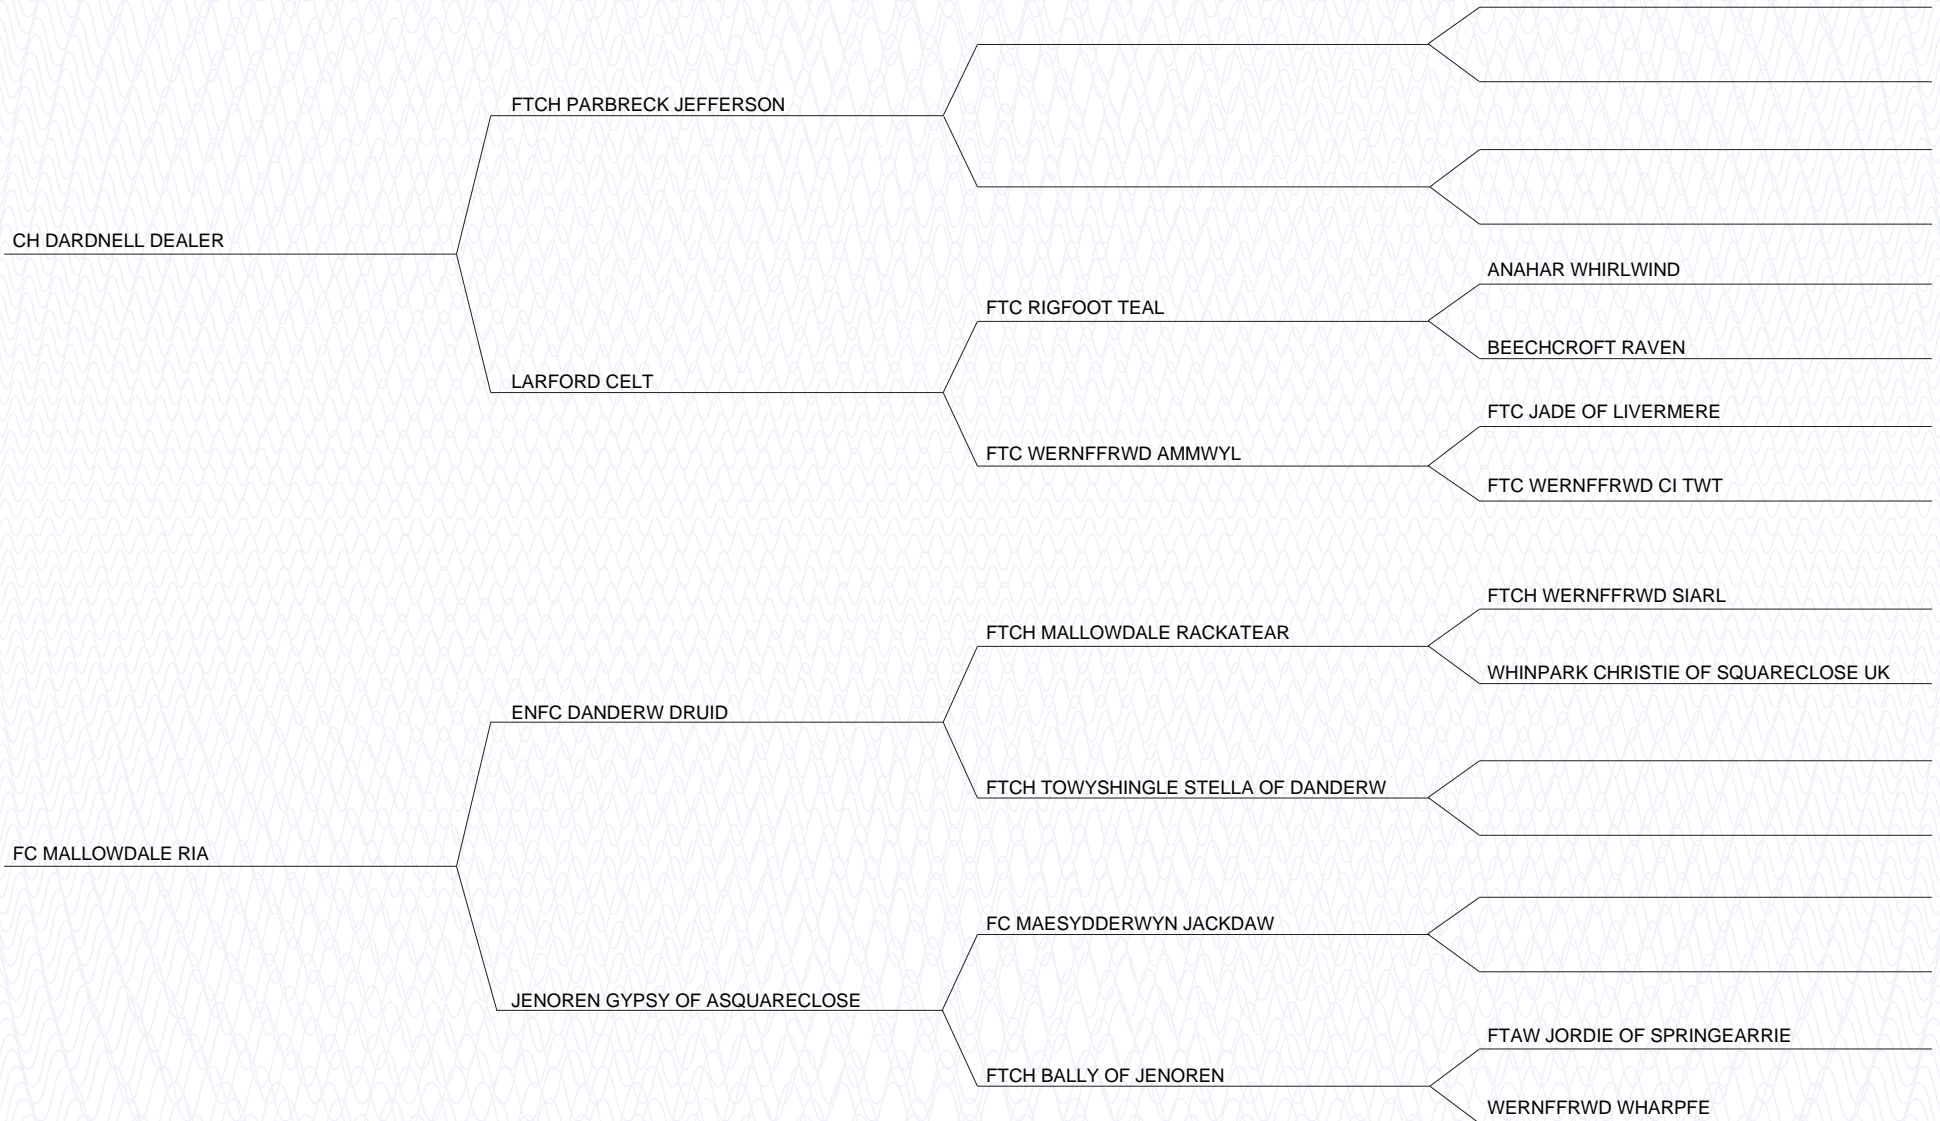 FTCH PARBRECK JEFFERSON
CH DARDNELL DEALER
ANAHAR WHIRLWIND
FTC RIGFOOT TEAL
BEECHCROFT RAVEN
LARFORD CELT
FTC JADE OF LIVERMERE
FTC WERNFFRWD AMMWYL
FTC WERNFFRWD CI TWT
FTCH WERNFFRWD SIARL
FTCH MALLOWDALE RACKATEAR
WHINPARK CHRISTIE OF SQUARECLOSE UK
ENFC DANDERW DRUID
FTCH TOWYSHINGLE STELLA OF DANDERW
FC MALLOWDALE RIA
FC MAESYDDERWYN JACKDAW
JENOREN GYPSY OF ASQUARECLOSE
FTAW JORDIE OF SPRINGEARRIE
FTCH BALLY OF JENOREN
WERNFFRWD WHARPFE